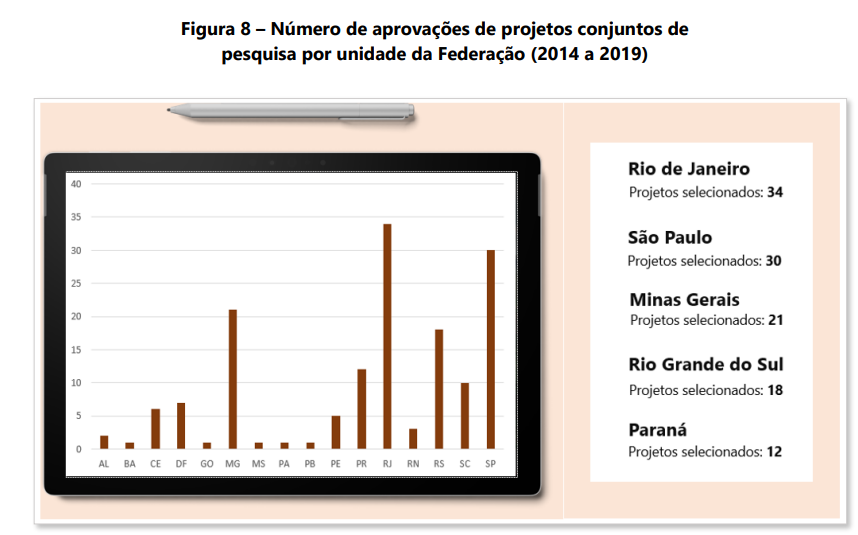 Figura 8 – Número de aprovações de projetos conjuntos de
pesquisa por unidade da Federação (2014 a 2019)
40
35
30
25
20
15
10
5
0
AL BA CE DF GO MG MS PA PB PE PR RJ RN RS SC SP
Rio de Janeiro
Projetos selecionados: 34
São Paulo
Projetos selecionados: 30
Minas Gerais
Projetos selecionados: 21
Rio Grande do Sul
Projetos selecionados: 18
Paraná
Projetos selecionados: 12